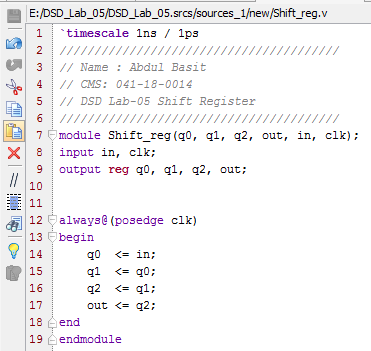 E:/DSD_Lab_05/DSD_Lab_05.srcs/sources_1/new/Shift_reg.v
1 `timescale 1ns / 1ps
2 ////////////////////////////////////////
3 // Name : Abdul Basit
4 // CMS: 041-18-0014
5 // DSD Lab-05 Shift Register
6 ////////////////////////////////////////
7 module Shift_reg(q0, q1, q2, out, in, clk);
8 input in, clk;
9 output reg q0, q1, q2, out;
10
11
12 always@(posedge clk)
13 begin
14     q0  <= in;
15     q1  <= q0;
16     q2  <= q1;
17     out <= q2;
18 end
19 endmodule